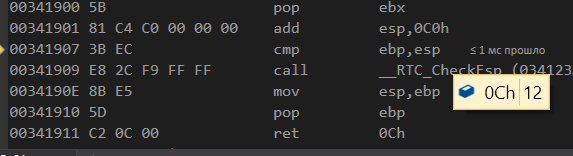 00341900 5B pop ebx
00341901 81 C4 C0 00 00 00 add esp,0C0h
00341907 3B EC cmp ebp,esp ≤ 1 мс прошло
00341909 E8 2C F9 FF FF call __RTC_CheckEsp (034123
0034190E 8B E5 mov esp,ebp
00341910 5D pop ebp
00341911 C2 0C 00 ret 0Ch
0Ch 12